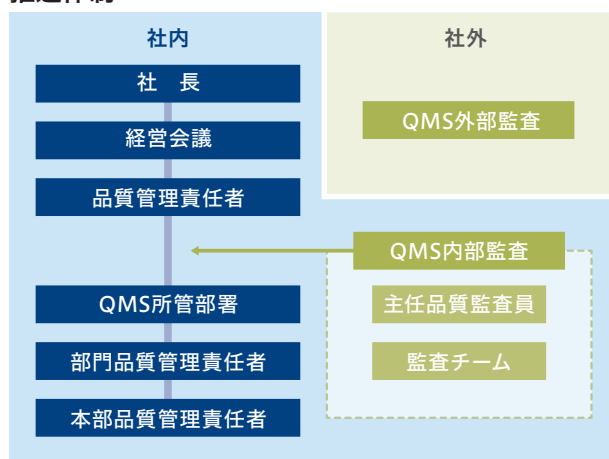 社内
社　長
経営会議
品質管理責任者
QMS所管部署
部門品質管理責任者
本部品質管理責任者
社外
QMS外部監査
QMS内部監査
主任品質監査員
監査チーム